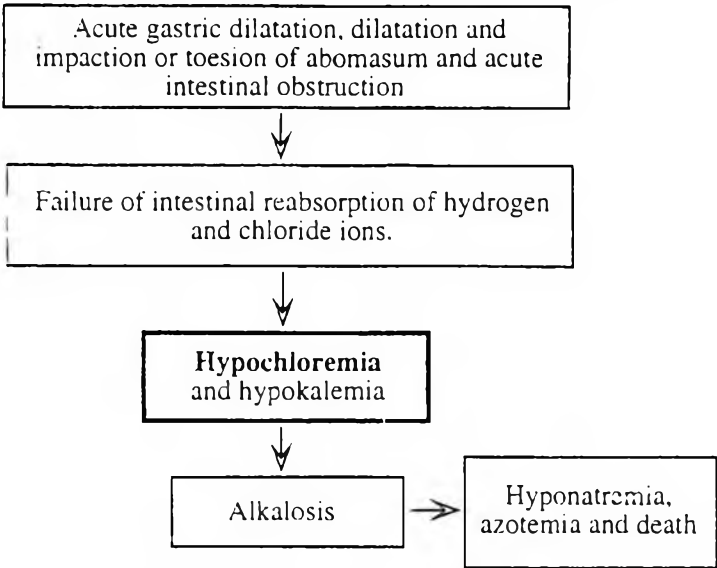 Acute gastric dilatation, dilatation and
impaction or toesion of abomasum and acute
intestinal obstruction
Failure of intestinal reabsorption of hydrogen
and chloride ions.
Hypochloremia
and hypokalemia
Alkalosis
Hyponatremia,
azotemia and death